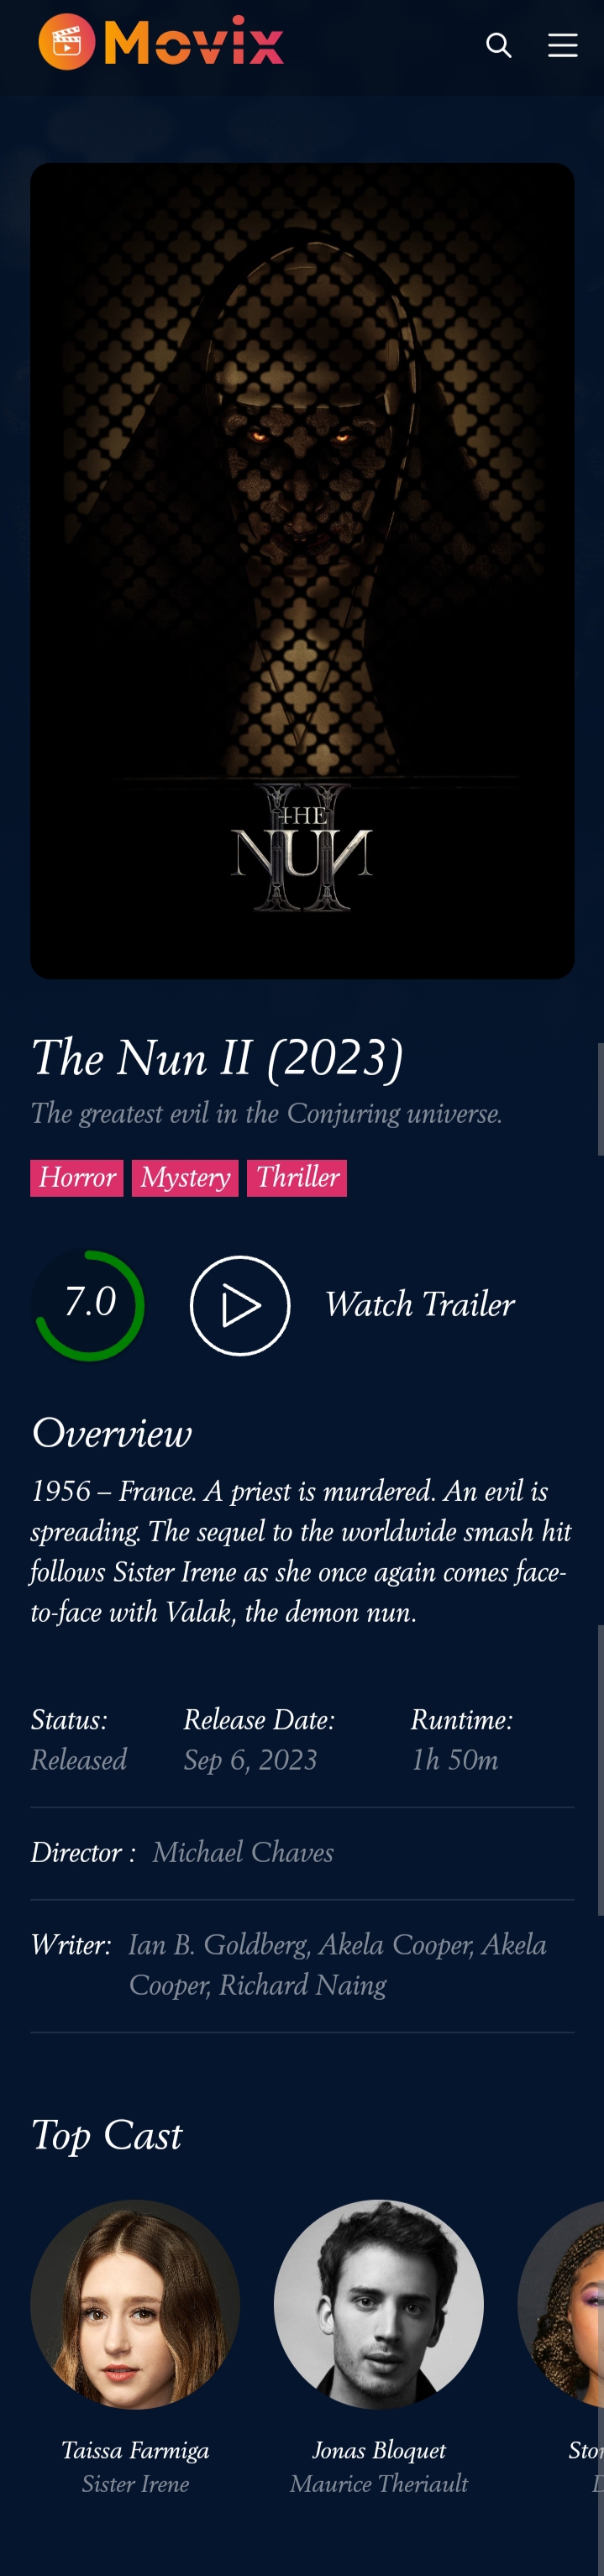 Movix
THE
NUN
II
The Nun II (2023)
The greatest evil in the Conjuring universe.
Horror Mystery Thriller
7.0 Watch Trailer
Overview
1956 – France. A priest is murdered. An evil is
spreading. The sequel to the worldwide smash hit
follows Sister Irene as she once again comes face-
to-face with Valak, the demon nun.
Status: Release Date: Runtime:
Released Sep 6, 2023 1h 50m
Director : Michael Chaves
Writer: Ian B. Goldberg, Akela Cooper, Akela
Cooper, Richard Naing
Top Cast
Taissa Farmiga Jonas Bloquet
Sister Irene Maurice Theriault